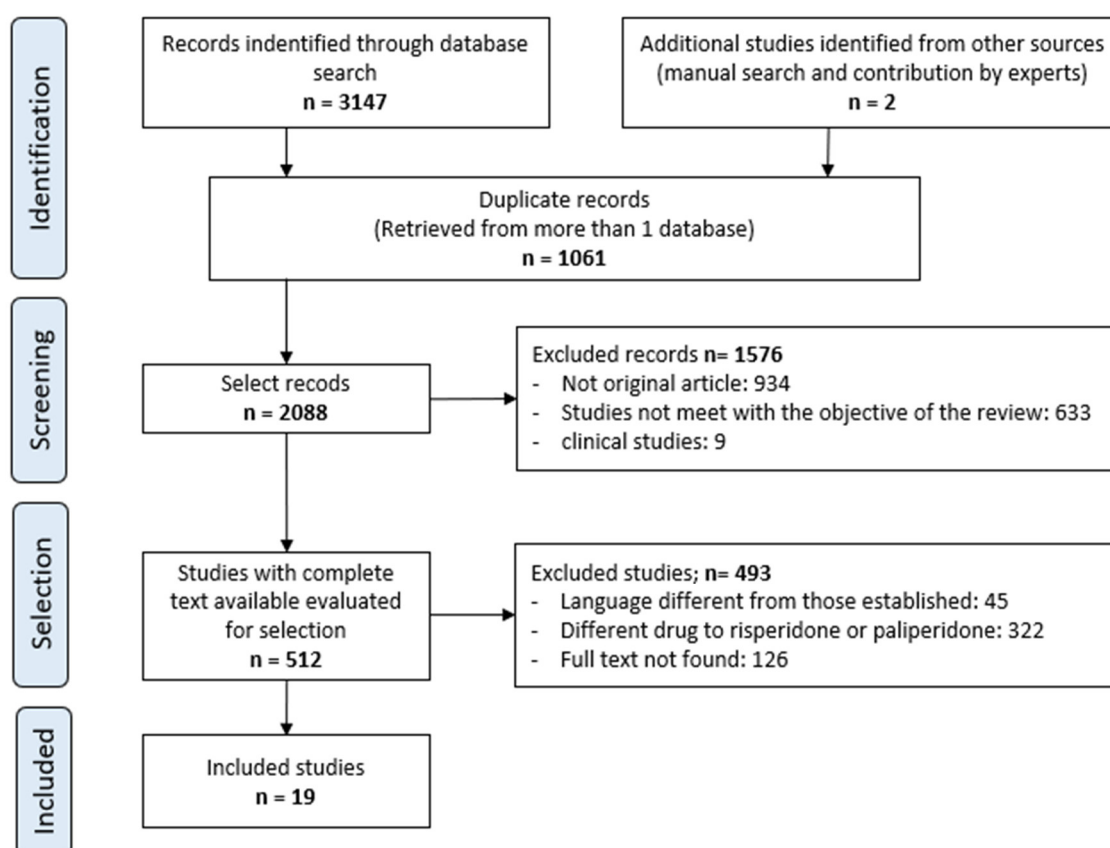 Identification
Records indentified through database
search
n = 3147
Additional studies identified from other sources
(manual search and contribution by experts)
n = 2
Duplicate records
(Retrieved from more than 1 database)
n = 1061
Screening
Select recods
n = 2088
Excluded records n= 1576
- Not original article: 934
- Studies not meet with the objective of the review: 633
- clinical studies: 9
Selection
Studies with complete
text available evaluated
for selection
n = 512
Excluded studies; n= 493
- Language different from those established: 45
- Different drug to risperidone or paliperidone: 322
- Full text not found: 126
Included
Included studies
n = 19